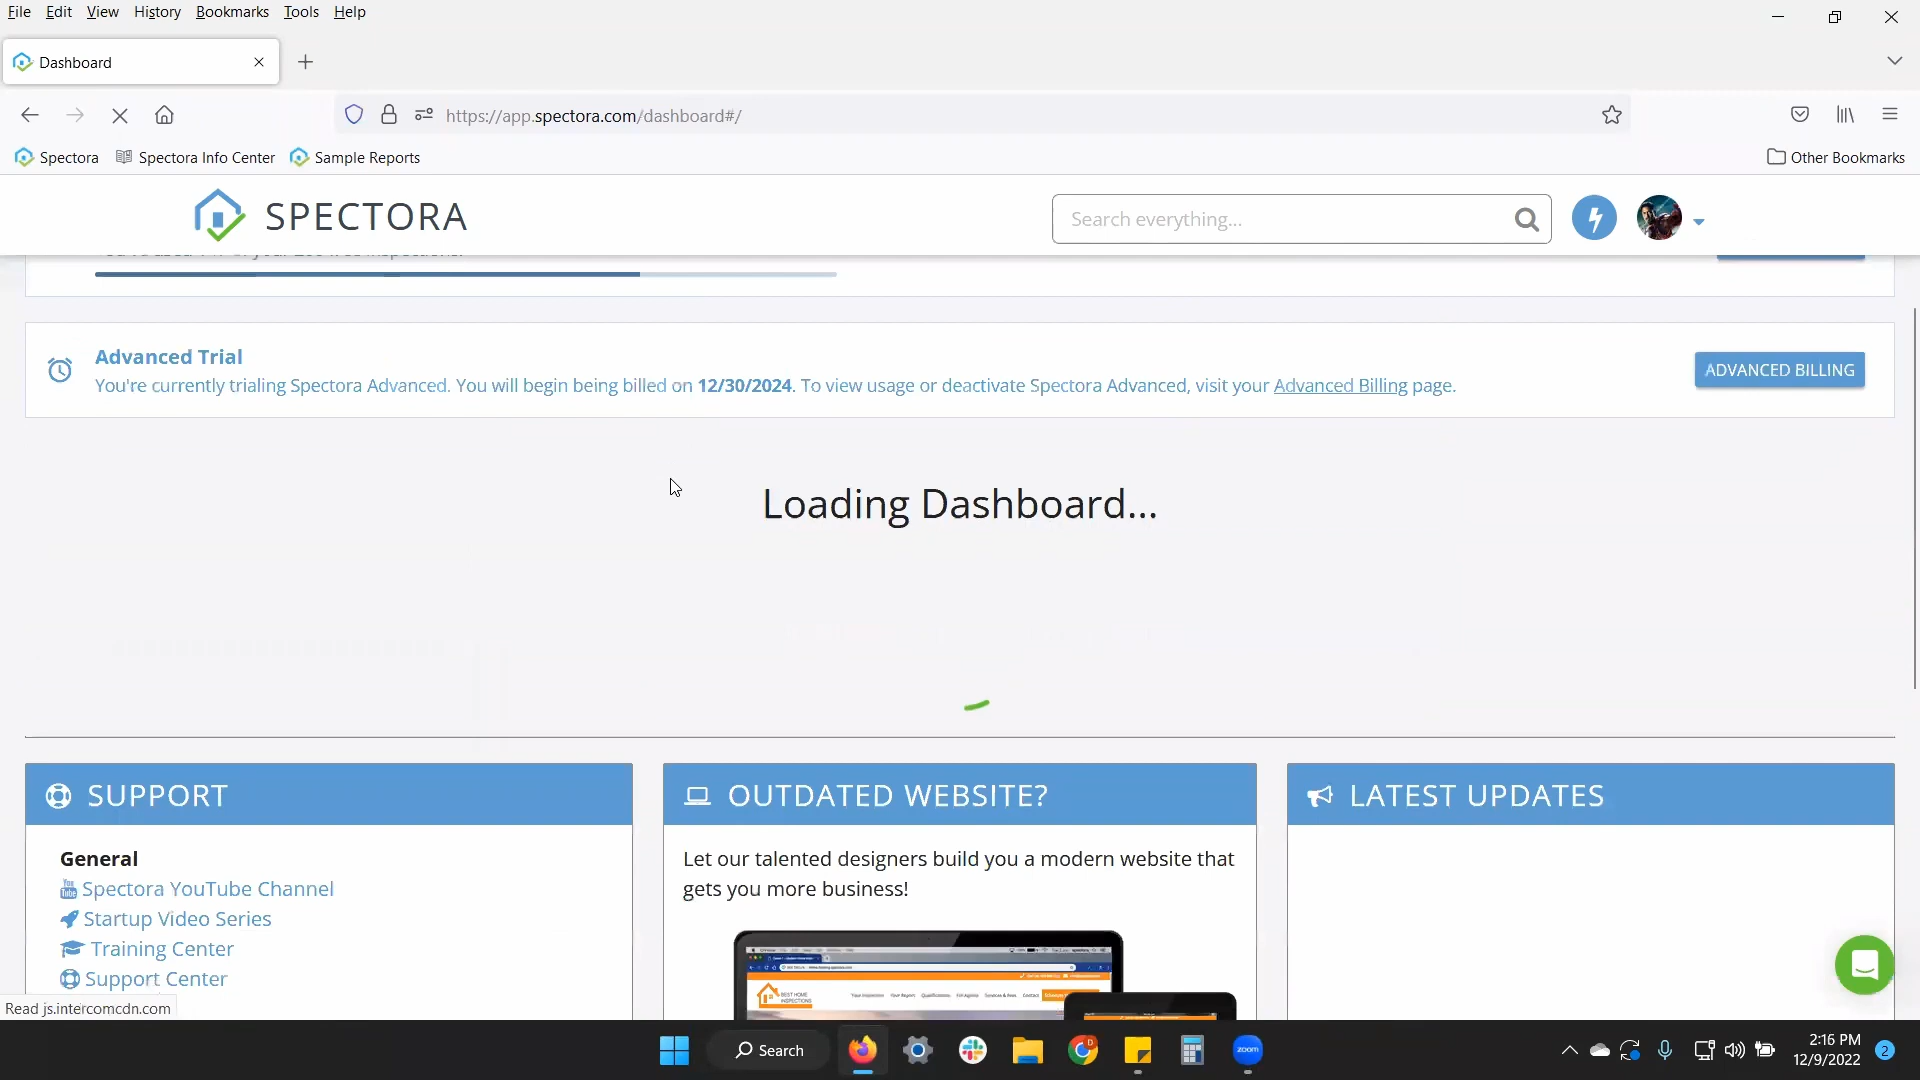 File Edit View History Bookmarks Tools Help
Dashboard
https://app.spectora.com/dashboard#/
Spectora Spectora Info Center Sample Reports Other Bookmarks
SPECTORA Search everything...
Advanced Trial
You're currently trialing Spectora Advanced. You will begin being billed on 12/30/2024. To view usage or deactivate Spectora Advanced, visit your Advanced Billing page.
ADVANCED BILLING
Loading Dashboard...
SUPPORT
General
Spectora YouTube Channel
Startup Video Series
Training Center
Support Center
OUTDATED WEBSITE?
Let our talented designers build you a modern website that
gets you more business!
BEST HOME
INSPECTIONS
LATEST UPDATES
Read js.intercomcdn.com
Search
zoom
2:16 PM
12/9/2022
2